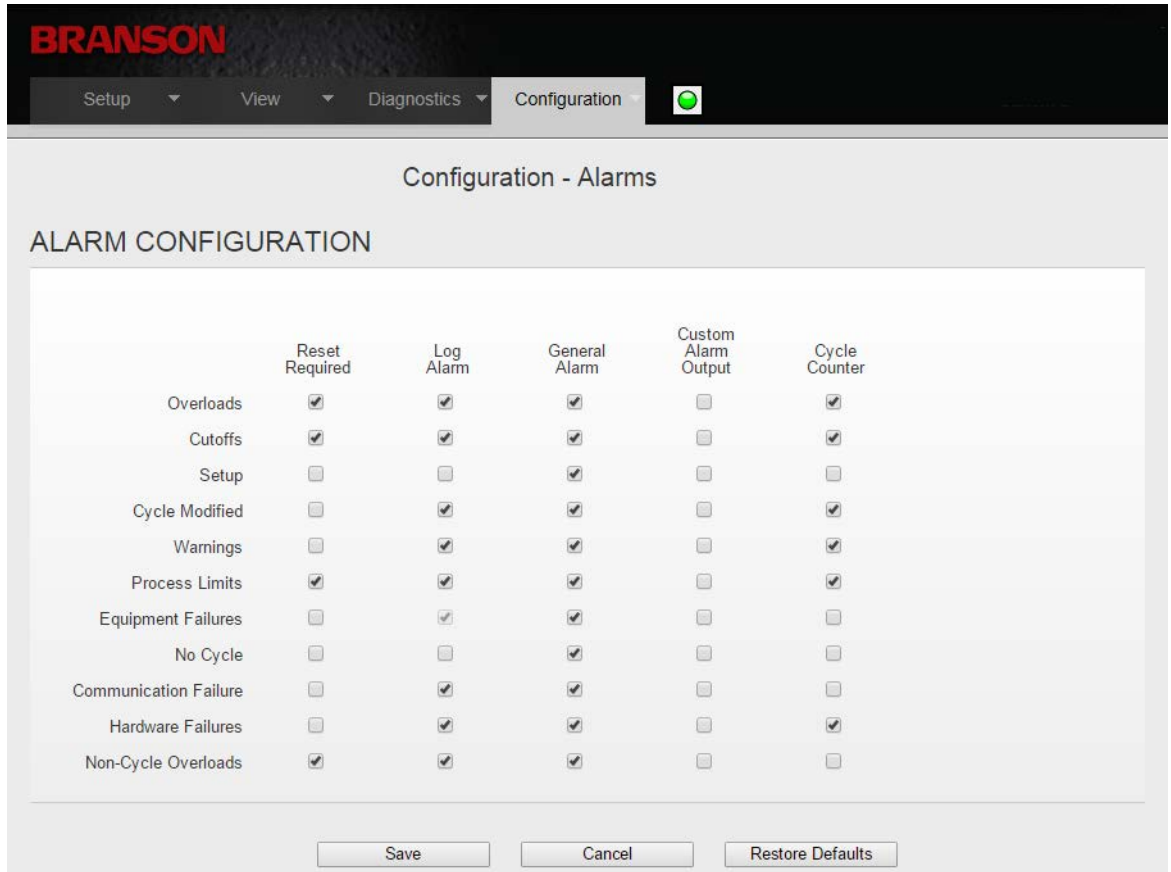 BRANSON
Setup View Diagnostics Configuration
Configuration - Alarms
ALARM CONFIGURATION
Reset Required Log Alarm General Alarm Custom Alarm Output Cycle Counter
Overloads
Cutoffs
Setup
Cycle Modified
Warnings
Process Limits
Equipment Failures
No Cycle
Communication Failure
Hardware Failures
Non-Cycle Overloads
Save Cancel Restore Defaults